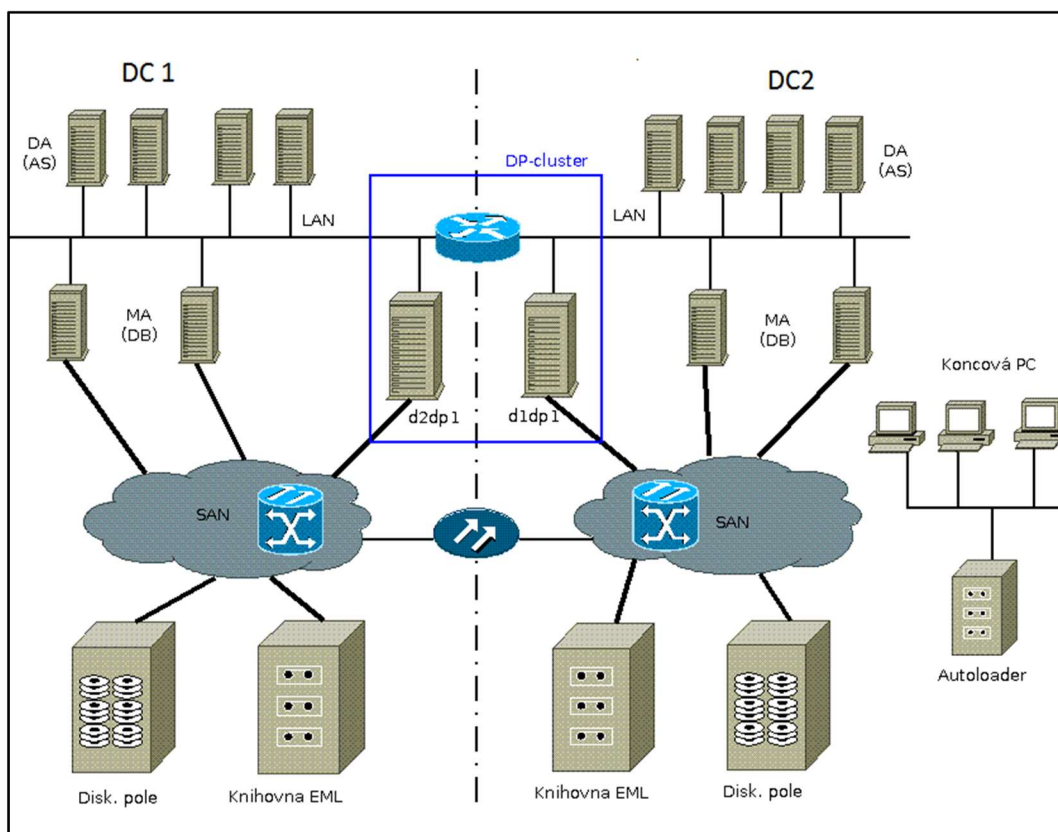 DC 1
DC2
DA
(AS)
DP-cluster
DA
(AS)
LAN
LAN
MA
(DB)
MA
(DB)
Koncová PC
d2dp1
d1dp1
SAN
SAN
Autoloader
Disk. pole
Knihovna EML
Knihovna EML
Disk. pole